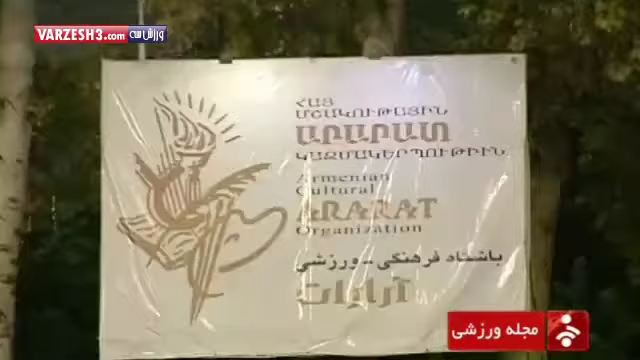 VARZESH3.com ورزش سه
ՀԱՅ
ՄՇԱԿՈՒԹԱՅԻՆ
ԱՐԱՐԱՏ
ԿԱԶՄԱԿԵՐՊՈՒԹԻՒՆ
Armenian
Cultural
ARARAT
Organization
باشگاه فرهنگی - ورزشی
آرارات
مجله ورزشی